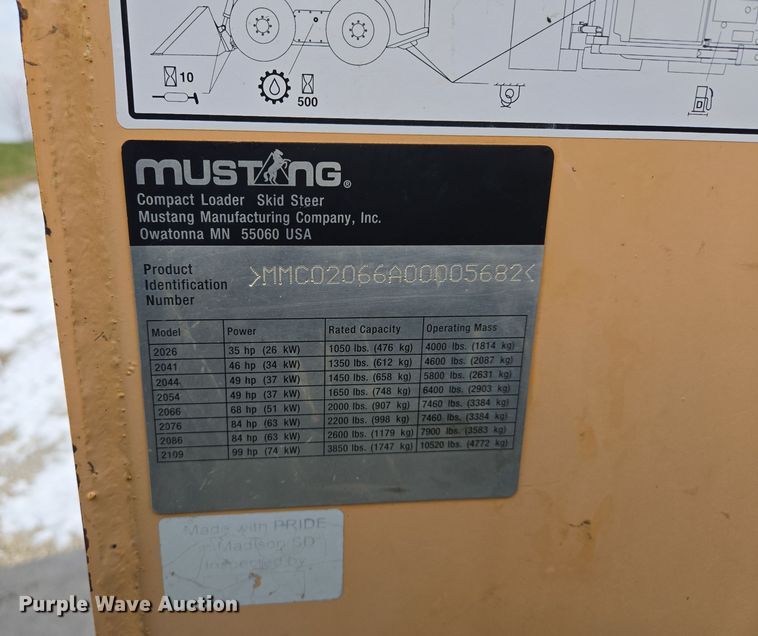 10
500
MUSTANG®
Compact Loader Skid Steer
Mustang Manufacturing Company, Inc.
Owatonna MN 55060 USA
Product
Identification
Number
>MMC02066A00005682<
Model Power Rated Capacity Operating Mass
2026 35 hp (26 kW) 1050 lbs. (476 kg) 4000 lbs. (1814 kg)
2041 46 hp (34 kW) 1350 lbs. (612 kg) 4600 lbs. (2087 kg)
2044 49 hp (37 kW) 1450 lbs. (658 kg) 5800 lbs. (2631 kg)
2054 49 hp (37 kW) 1650 lbs. (748 kg) 6400 lbs. (2903 kg)
2066 68 hp (51 kW) 2000 lbs. (907 kg) 7460 lbs. (3384 kg)
2076 84 hp (63 kW) 2200 lbs. (998 kg) 7460 lbs. (3384 kg)
2086 84 hp (63 kW) 2600 lbs. (1179 kg) 7900 lbs. (3583 kg)
2109 99 hp (74 kW) 3850 lbs. (1747 kg) 10520 lbs. (4772 kg)
Made with PRIDE
in Madison SD
Inspected by
Purple Wave Auction